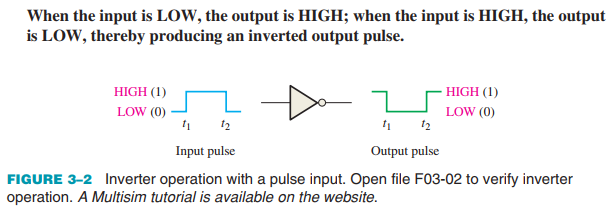 When the input is LOW, the output is HIGH; when the input is HIGH, the output
is LOW, thereby producing an inverted output pulse.
HIGH (1)
LOW (0)
t1 t2
Input pulse
HIGH (1)
LOW (0)
t1 t2
Output pulse
FIGURE 3–2 Inverter operation with a pulse input. Open file F03-02 to verify inverter
operation. A Multisim tutorial is available on the website.